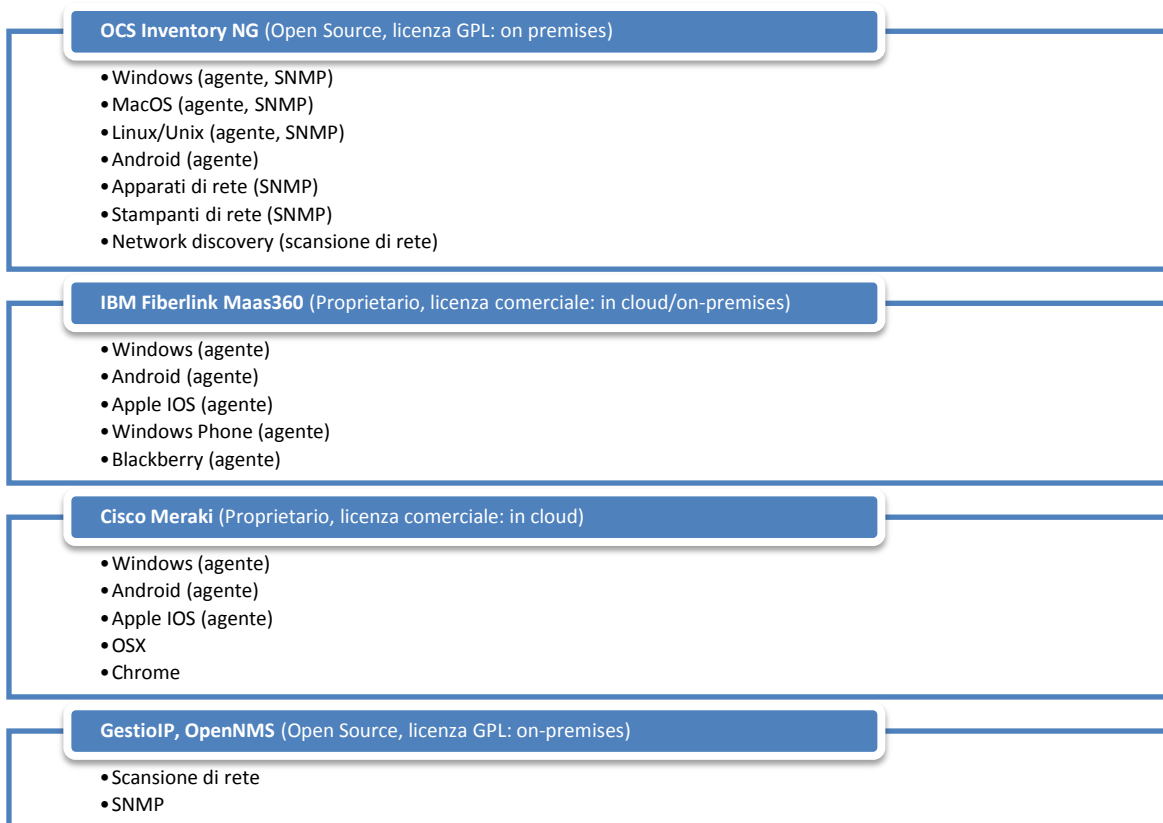 OCS Inventory NG (Open Source, licenza GPL: on premises)
•Windows (agente, SNMP)
•MacOS (agente, SNMP)
•Linux/Unix (agente, SNMP)
•Android (agente)
•Apparati di rete (SNMP)
•Stampanti di rete (SNMP)
•Network discovery (scansione di rete)
IBM Fiberlink Maas360 (Proprietario, licenza comerciale: in cloud/on-premises)
•Windows (agente)
•Android (agente)
•Apple IOS (agente)
•Windows Phone (agente)
•Blackberry (agente)
Cisco Meraki (Proprietario, licenza comerciale: in cloud)
•Windows (agente)
•Android (agente)
•Apple IOS (agente)
•OSX
•Chrome
GestioIP, OpenNMS (Open Source, licenza GPL: on-premises)
•Scansione di rete
•SNMP